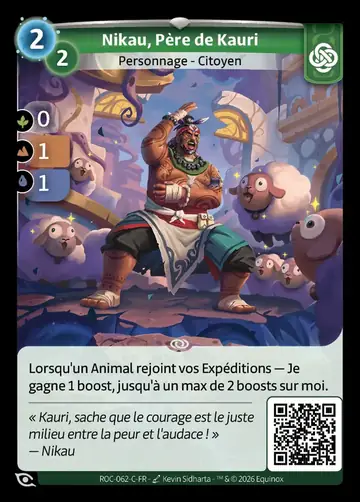 2
2
Nikau, Père de Kauri
Personnage - Citoyen
0
1
1
Lorsqu'un Animal rejoint vos Expéditions — Je
gagne 1 boost, jusqu'à un max de 2 boosts sur moi.
« Kauri, sache que le courage est le juste
milieu entre la peur et l'audace ! »
— Nikau
ROC-062-C-FR - Kevin Sidharta - ™ & © 2026 Equinox